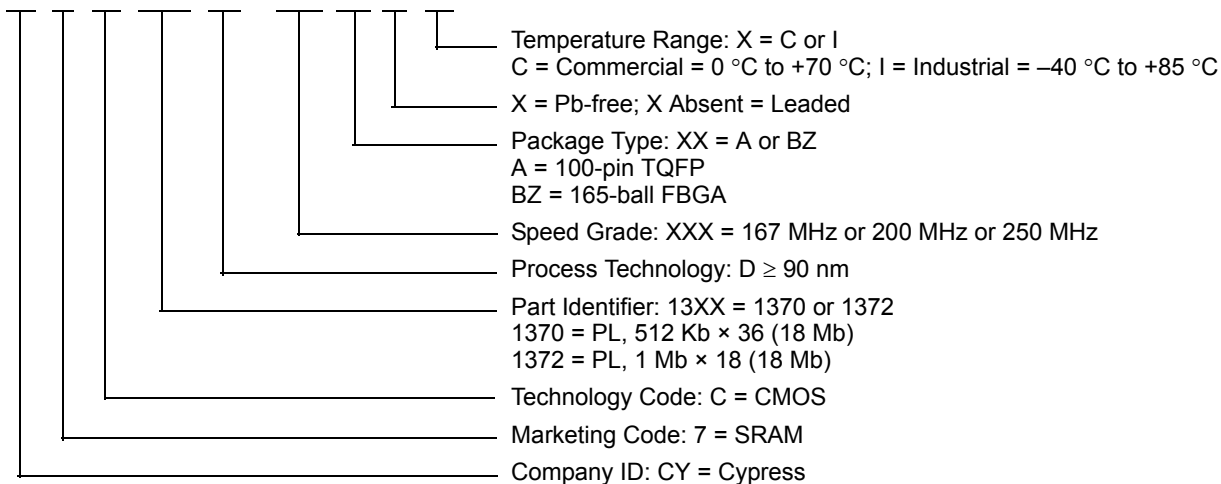 Temperature Range: X = C or I
C = Commercial = 0 °C to +70 °C; I = Industrial = –40 °C to +85 °C
X = Pb-free; X Absent = Leaded
Package Type: XX = A or BZ
A = 100-pin TQFP
BZ = 165-ball FBGA
Speed Grade: XXX = 167 MHz or 200 MHz or 250 MHz
Process Technology: D ≥ 90 nm
Part Identifier: 13XX = 1370 or 1372
1370 = PL, 512 Kb × 36 (18 Mb)
1372 = PL, 1 Mb × 18 (18 Mb)
Technology Code: C = CMOS
Marketing Code: 7 = SRAM
Company ID: CY = Cypress